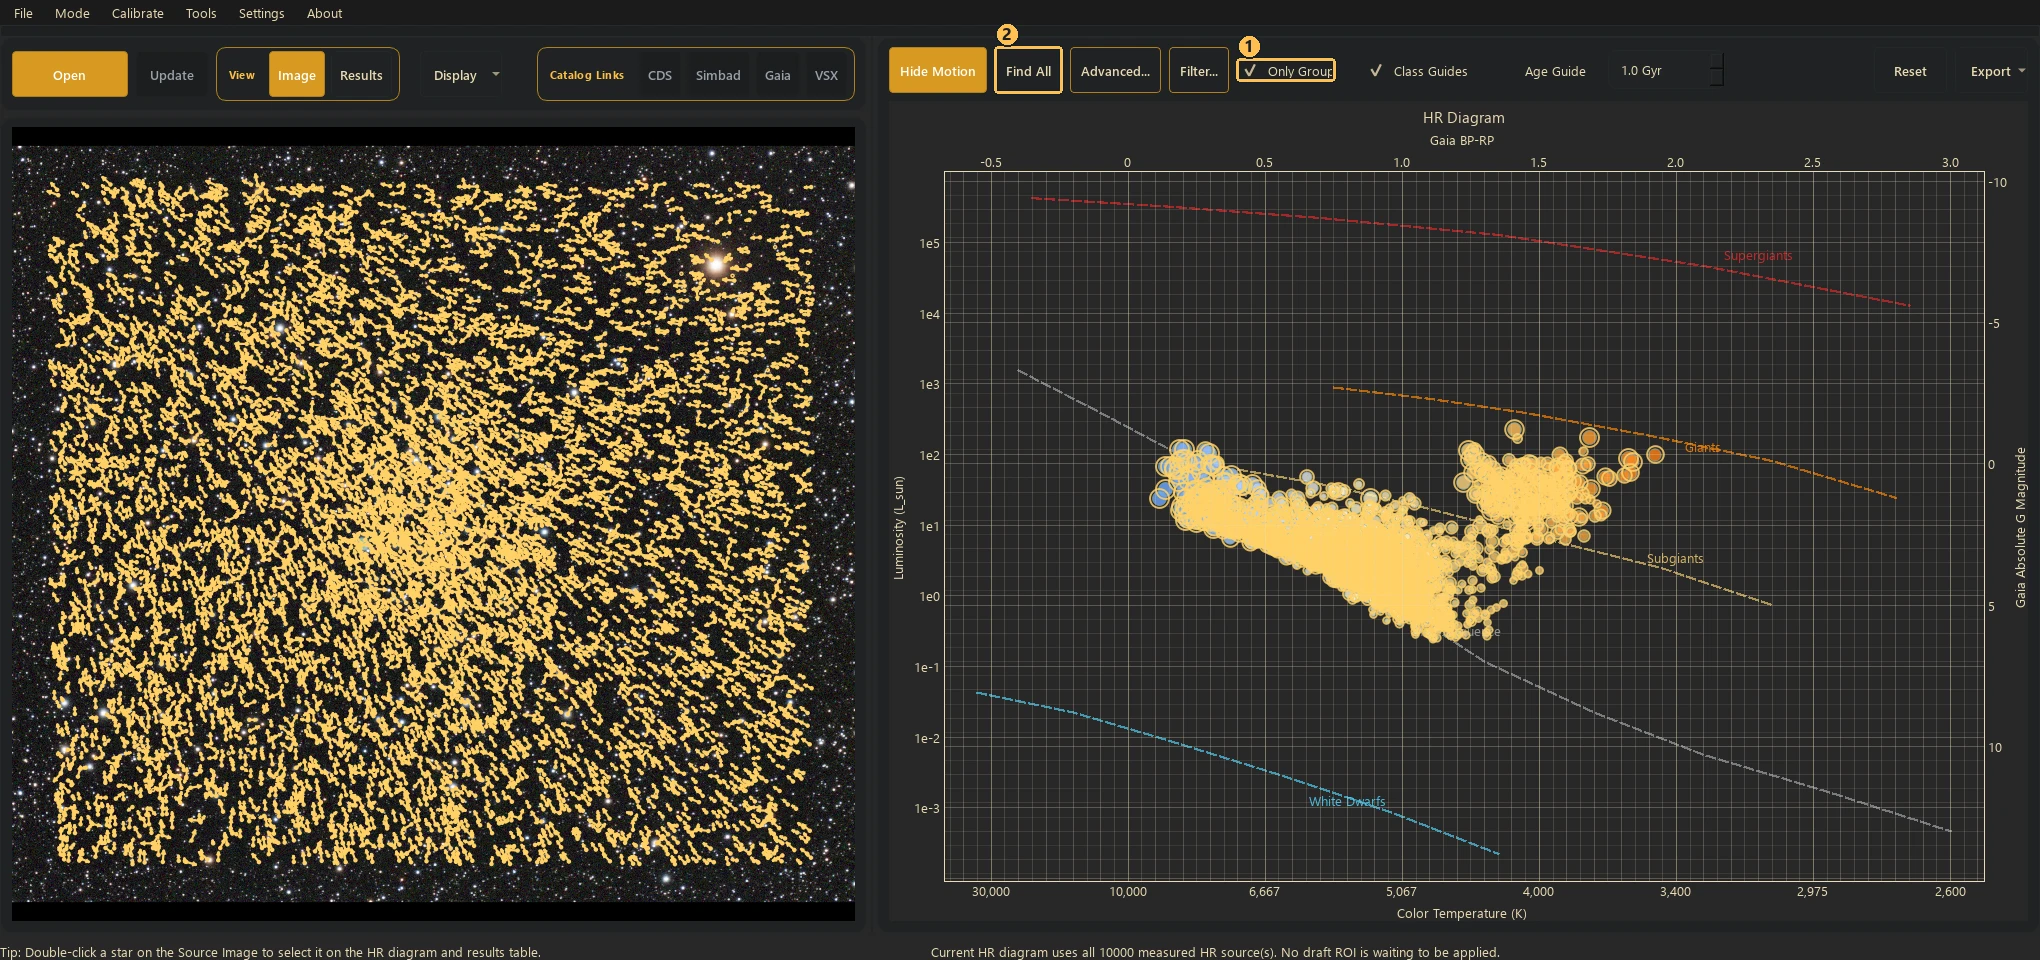 File Mode Calibrate Tools Settings About
2
1
Open Update View Image Results Display Catalog Links CDS Simbad Gaia VSX Hide Motion Find All Advanced... Filter... Only Group Class Guides Age Guide 1.0 Gyr Reset Export
HR Diagram
Gaia BP-RP
-0.5 0 0.5 1.0 1.5 2.0 2.5 3.0
-10
1e5
Supergiants
1e4
-5
1e3
Giants
1e2
0
Luminosity (L_sun)
Gaia Absolute G Magnitude
1e1
Subgiants
1e0
5
uence
1e-1
1e-2
10
White Dwarfs
1e-3
30,000 10,000 6,667 5,067 4,000 3,400 2,975 2,600
Color Temperature (K)
Tip: Double-click a star on the Source Image to select it on the HR diagram and results table.
Current HR diagram uses all 10000 measured HR source(s). No draft ROI is waiting to be applied.